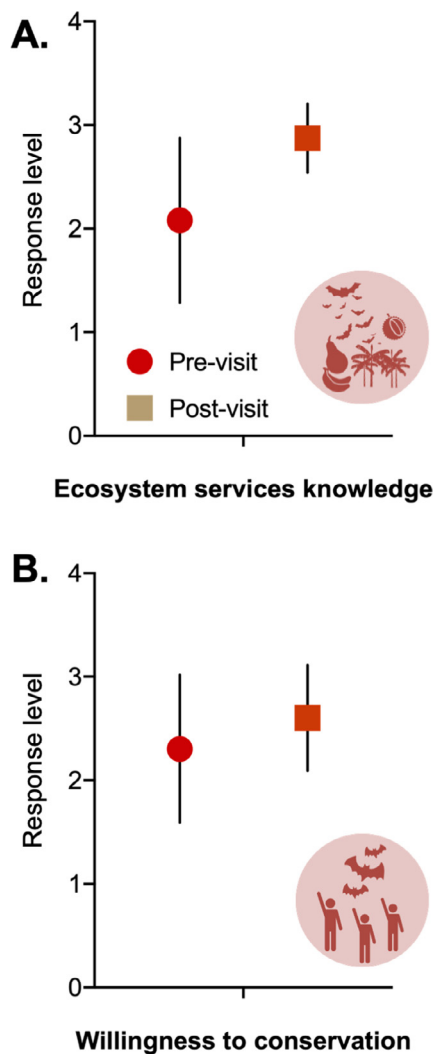 A.
4
3
2
1
0
Response level
Pre-visit
Post-visit
Ecosystem services knowledge
B.
4
3
2
1
0
Response level
Willingness to conservation